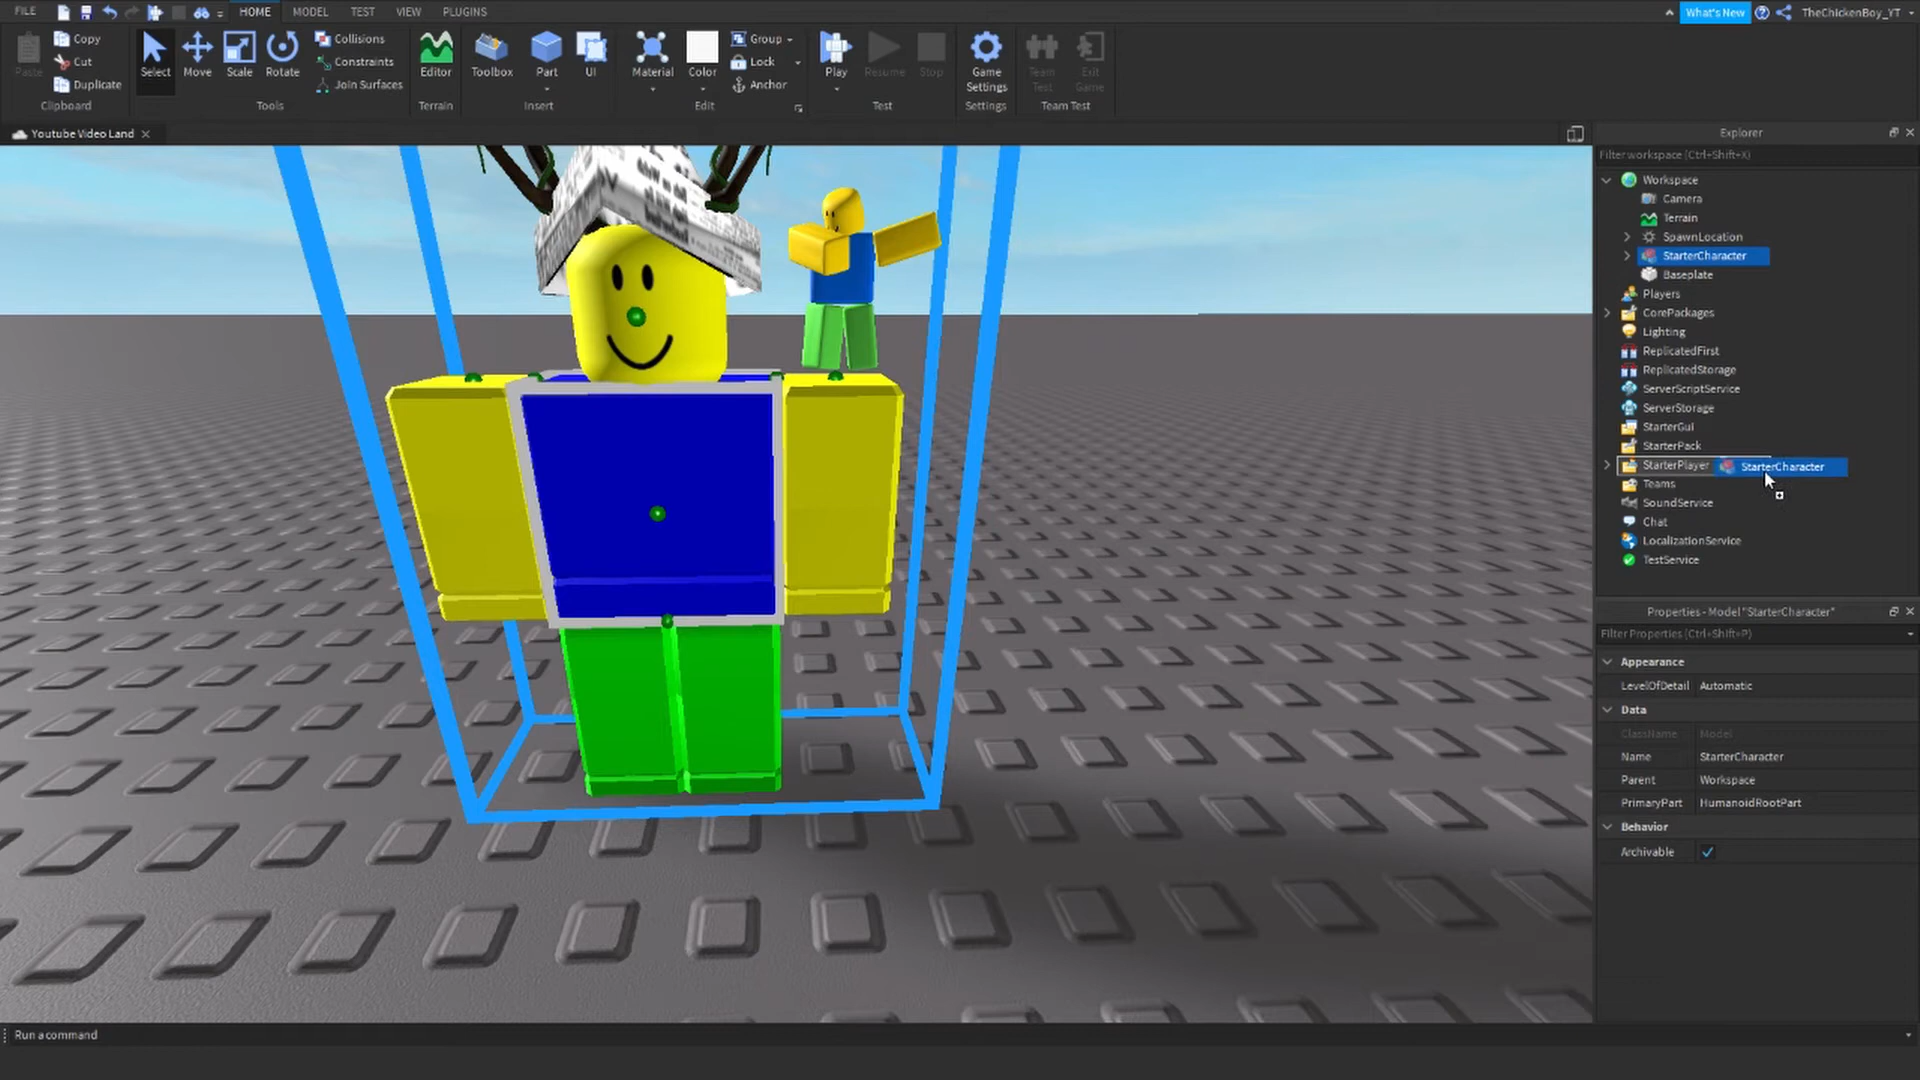 FILE
HOME
MODEL
TEST
VIEW
PLUGINS
What's New
TheChickenBoy_YT
Paste
Copy
Cut
Duplicate
Clipboard
Select
Move
Scale
Rotate
Collisions
Constraints
Join Surfaces
Tools
Editor
Terrain
Toolbox
Part
UI
Insert
Material
Color
Group
Lock
Anchor
Edit
Play
Resume
Stop
Test
Game Settings
Settings
Team Test
Exit Game
Team Test
Youtube Video Land
Explorer
Filter workspace (Ctrl+Shift+X)
Workspace
Camera
Terrain
SpawnLocation
StarterCharacter
Baseplate
Players
CorePackages
Lighting
ReplicatedFirst
ReplicatedStorage
ServerScriptService
ServerStorage
StarterGui
StarterPack
StarterPlayer
StarterCharacter
Teams
SoundService
Chat
LocalizationService
TestService
Properties - Model "StarterCharacter"
Filter Properties (Ctrl+Shift+P)
Appearance
LevelOfDetail Automatic
Data
ClassName Model
Name StarterCharacter
Parent Workspace
PrimaryPart HumanoidRootPart
Behavior
Archivable
Run a command